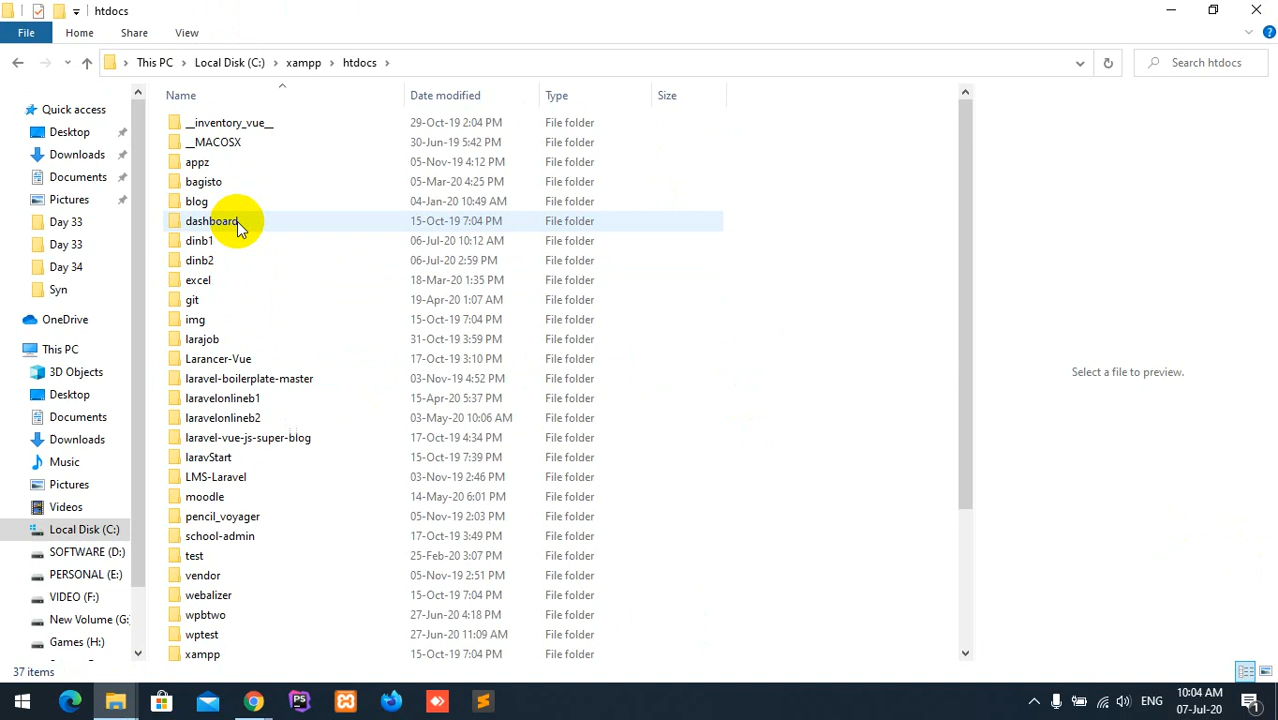 htdocs
File Home Share View
This PC Local Disk (C:) xampp htdocs Search htdocs
Name Date modified Type Size
Quick access
Desktop
Downloads
Documents
Pictures
Day 33
Day 33
Day 34
Syn
OneDrive
This PC
3D Objects
Desktop
Documents
Downloads
Music
Pictures
Videos
Local Disk (C:)
SOFTWARE (D:)
PERSONAL (E:)
VIDEO (F:)
New Volume (G:
Games (H:)
__inventory_vue__ 29-Oct-19 2:04 PM File folder
__MACOSX 30-Jun-19 5:42 PM File folder
appz 05-Nov-19 4:12 PM File folder
bagisto 05-Mar-20 4:25 PM File folder
blog 04-Jan-20 10:49 AM File folder
dashboard 15-Oct-19 7:04 PM File folder
dinb1 06-Jul-20 10:12 AM File folder
dinb2 06-Jul-20 2:59 PM File folder
excel 18-Mar-20 1:35 PM File folder
git 19-Apr-20 1:07 AM File folder
img 15-Oct-19 7:04 PM File folder
larajob 31-Oct-19 3:59 PM File folder
Larancer-Vue 17-Oct-19 3:10 PM File folder
laravel-boilerplate-master 03-Nov-19 4:52 PM File folder
laravelonlineb1 15-Apr-20 5:37 PM File folder
laravelonlineb2 03-May-20 10:06 AM File folder
laravel-vue-js-super-blog 17-Oct-19 4:34 PM File folder
laravStart 15-Oct-19 7:39 PM File folder
LMS-Laravel 03-Nov-19 2:46 PM File folder
moodle 14-May-20 6:01 PM File folder
pencil_voyager 05-Nov-19 2:03 PM File folder
school-admin 17-Oct-19 3:49 PM File folder
test 25-Feb-20 3:07 PM File folder
vendor 05-Nov-19 2:51 PM File folder
webalizer 15-Oct-19 7:04 PM File folder
wpbtwo 27-Jun-20 4:18 PM File folder
wptest 27-Jun-20 11:09 AM File folder
xampp 15-Oct-19 7:04 PM File folder
Select a file to preview.
37 items
PS
ENG
10:04 AM
07-Jul-20
1